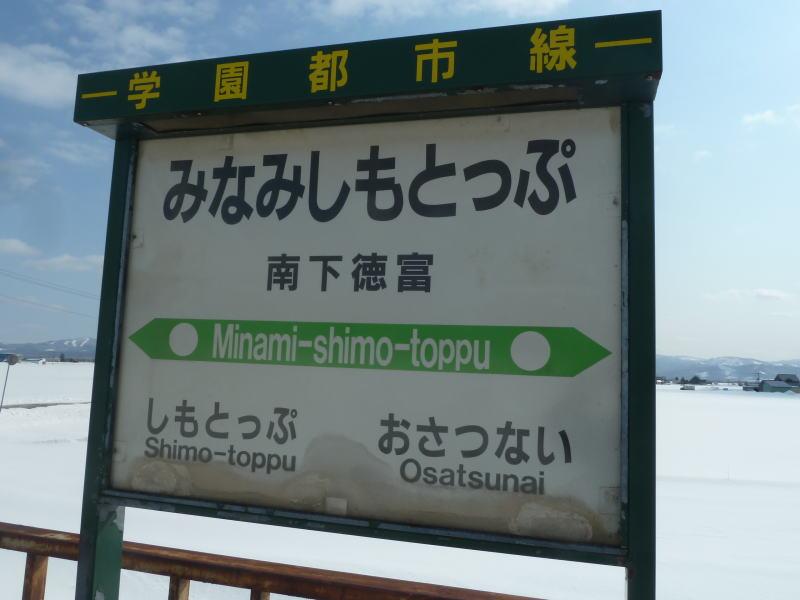 ー学園都市線ー
みなみしもとっぷ
南下徳富
Minami-shimo-toppu
しもとっぷ
Shimo-toppu
おさつない
Osatsunai